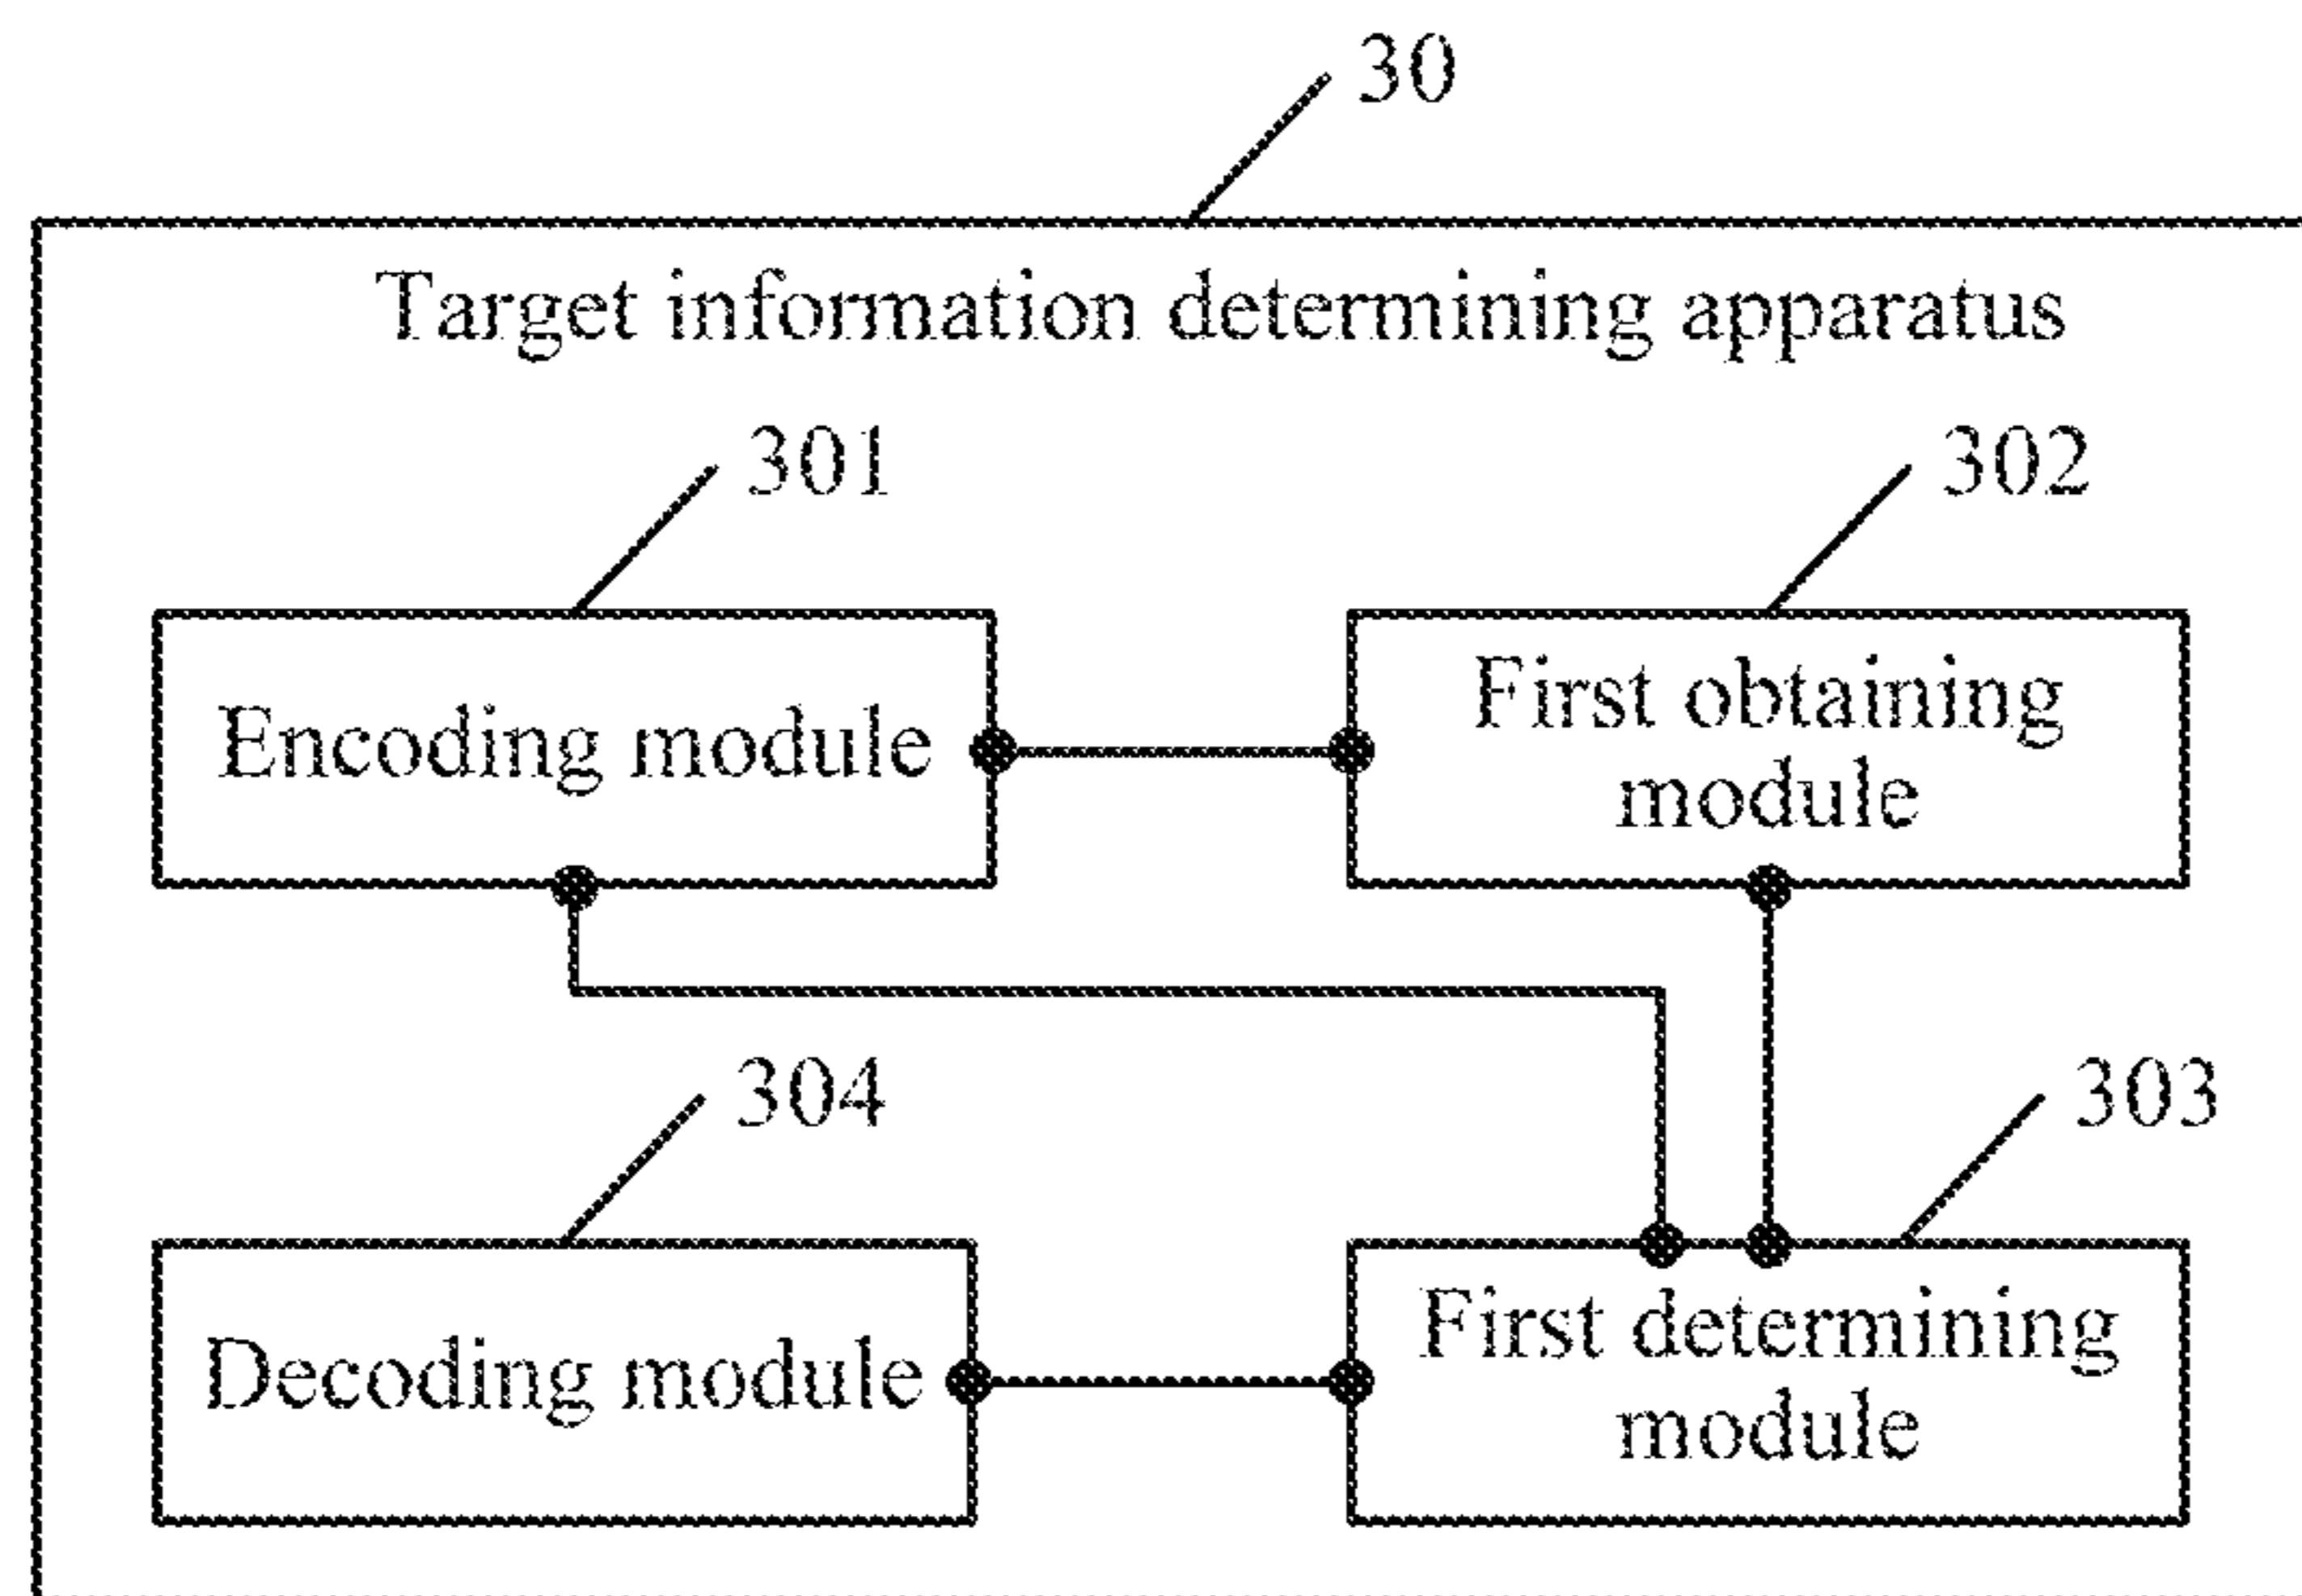 30
Target information determining apparatus
301
302
Encoding module
First obtaining
module
304
303
Decoding module
First determining
module